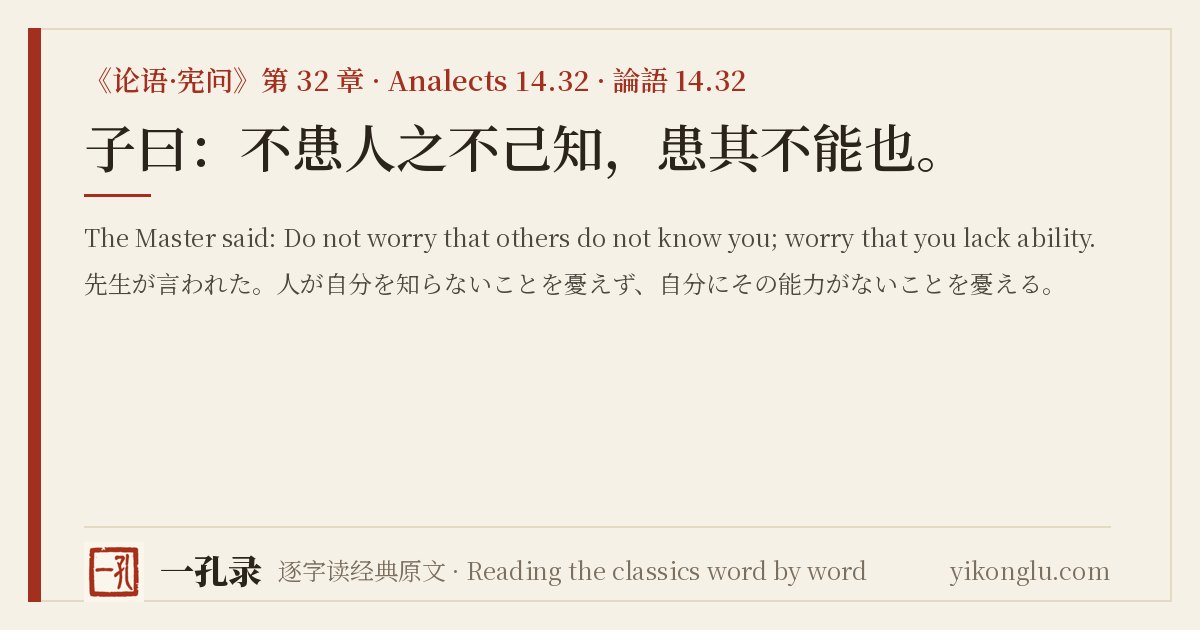 《论语·宪问》第 32 章 · Analects 14.32 · 論語 14.32
子曰：不患人之不己知，患其不能也。
The Master said: Do not worry that others do not know you; worry that you lack ability.
先生が言われた。人が自分を知らないことを憂えず、自分にその能力がないことを憂える。
一孔
一孔录 逐字读经典原文 · Reading the classics word by word yikonglu.com